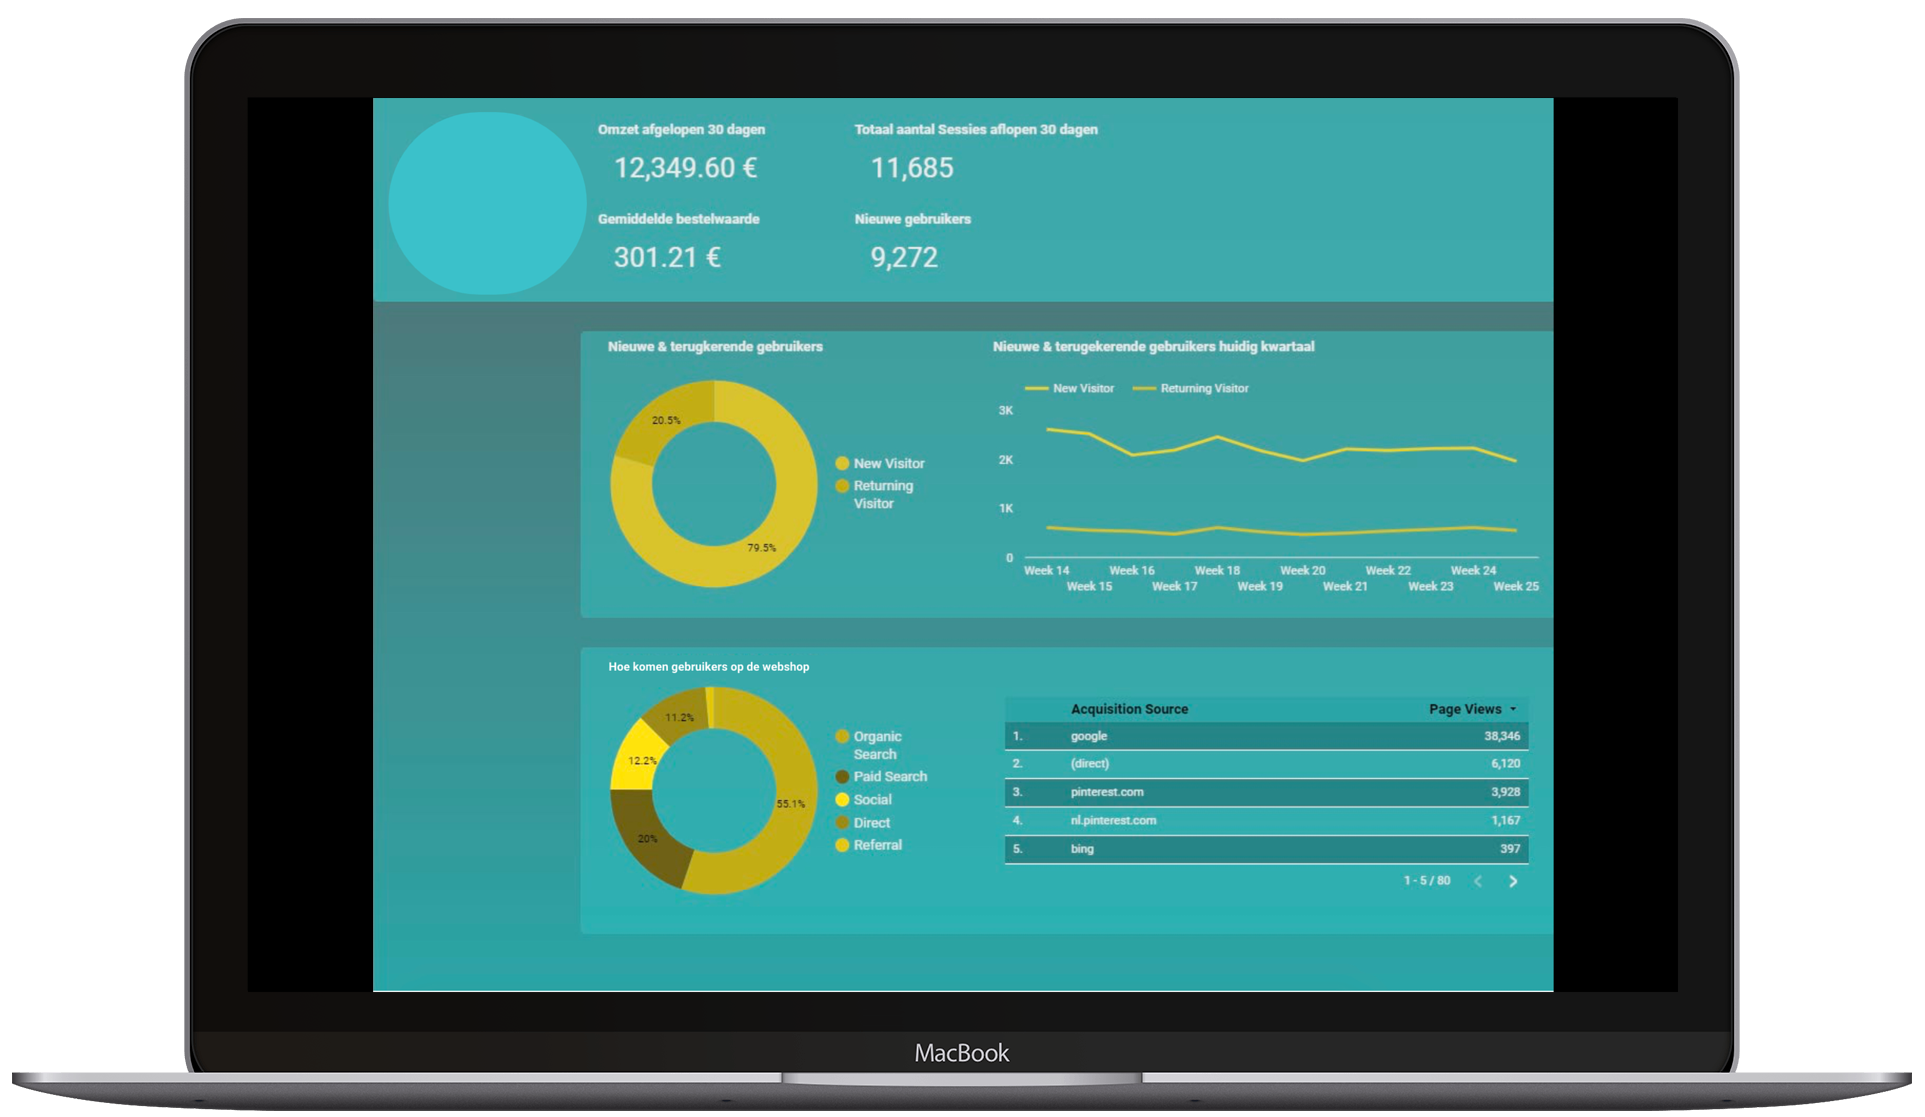 Omzet afgelopen 30 dagen
12,349.60 €
Totaal aantal Sessies aflopen 30 dagen
11,685
Gemiddelde bestelwaarde
301.21 €
Nieuwe gebruikers
9,272
Nieuwe & terugkerende gebruikers
20.5%
79.5%
New Visitor
Returning
Visitor
Nieuwe & terugekerende gebruikers huidig kwartaal
New Visitor Returning Visitor
3K
2K
1K
0
Week 14 Week 16 Week 18 Week 20 Week 22 Week 24
Week 15 Week 17 Week 19 Week 21 Week 23 Week 25
Hoe komen gebruikers op de webshop
11.2%
12.2%
55.1%
20%
Organic
Search
Paid Search
Social
Direct
Referral
Acquisition Source Page Views
1. google 38,346
2. (direct) 6,120
3. pinterest.com 3,928
4. nl.pinterest.com 1,167
5. bing 397
1 - 5 / 80
MacBook